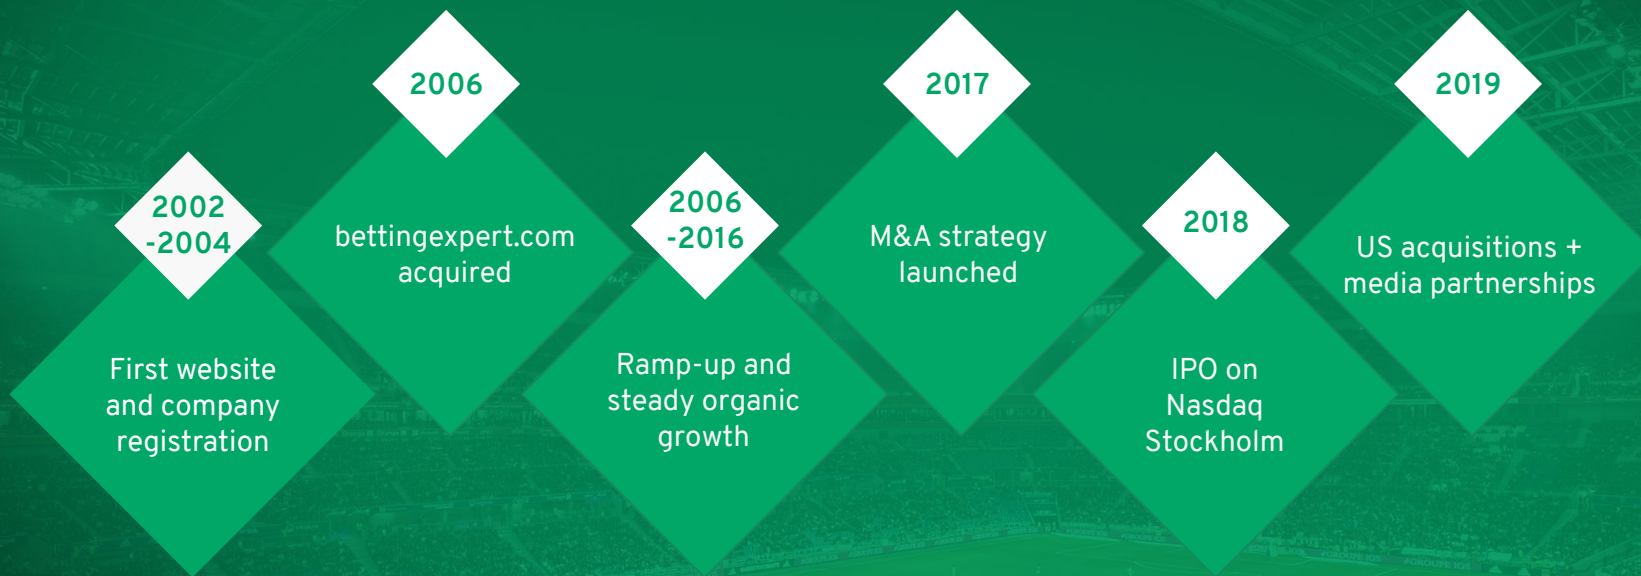 2002
-2004
First website
and company
registration
2006
bettingexpert.com
acquired
2006
-2016
Ramp-up and
steady organic
growth
2017
M&A strategy
launched
2018
IPO on
Nasdaq
Stockholm
2019
US acquisitions +
media partnerships